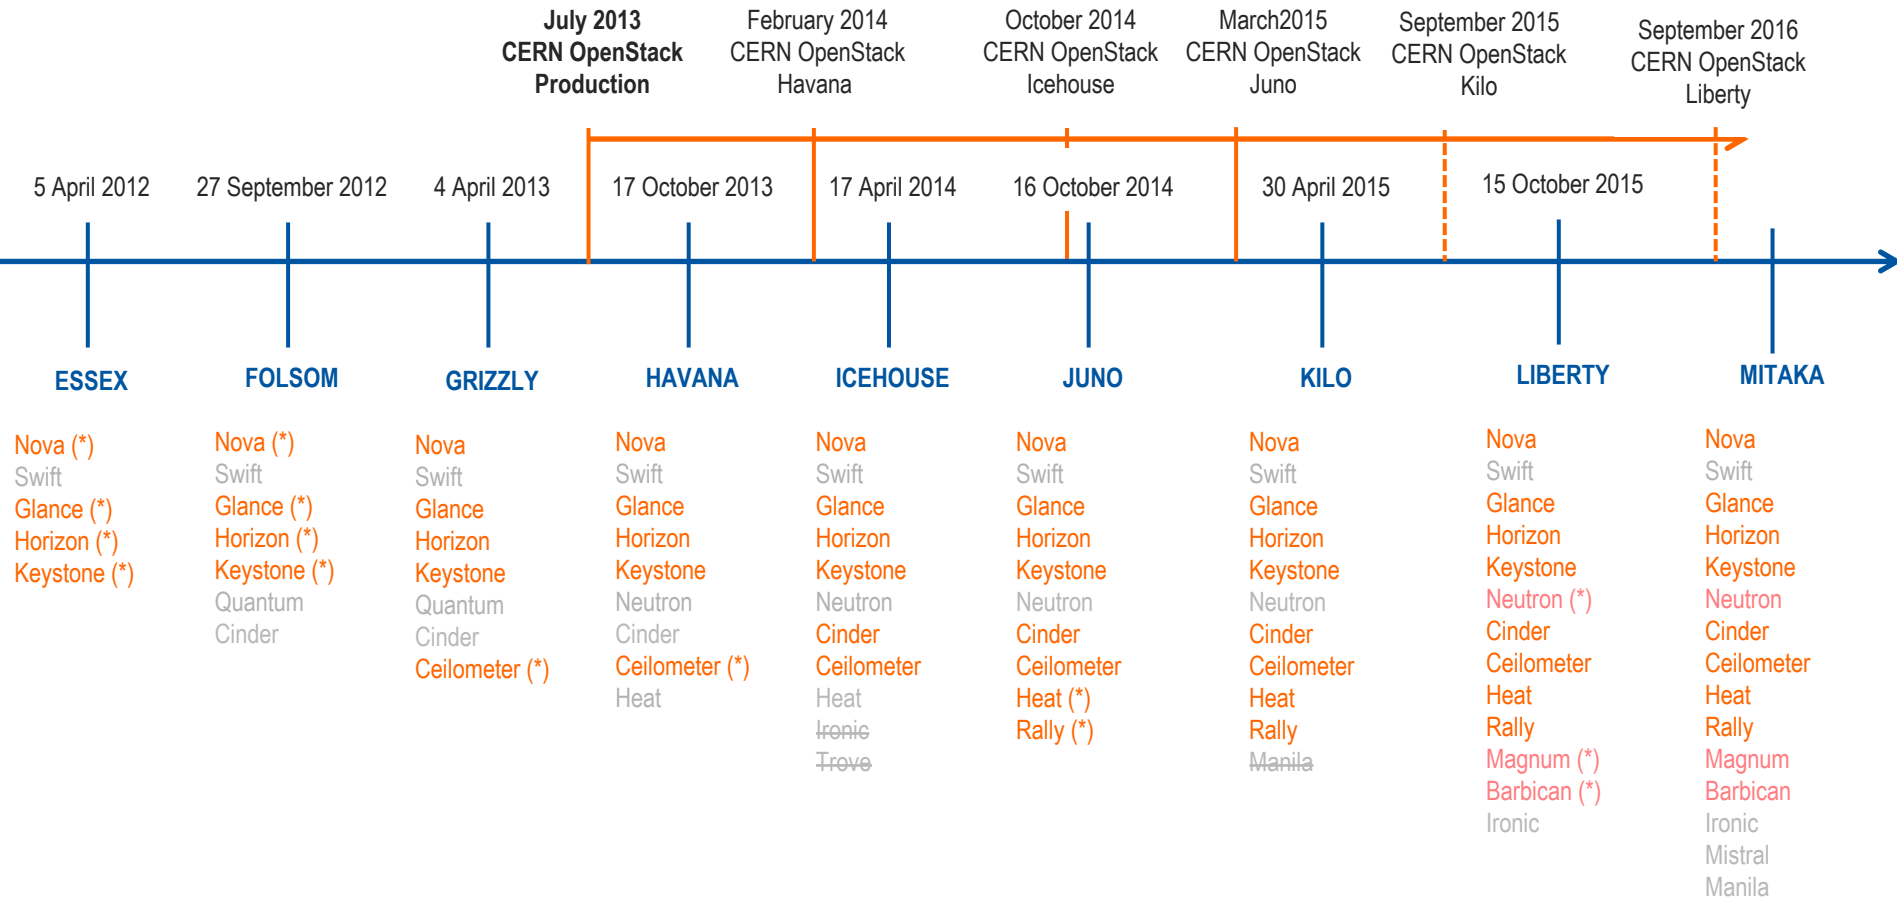 July 2013
CERN OpenStack
Production
February 2014
CERN OpenStack
Havana
October 2014
CERN OpenStack
Icehouse
March2015
CERN OpenStack
Juno
September 2015
CERN OpenStack
Kilo
September 2016
CERN OpenStack
Liberty
5 April 2012
27 September 2012
4 April 2013
17 October 2013
17 April 2014
16 October 2014
30 April 2015
15 October 2015
ESSEX
Nova (*)
Swift
Glance (*)
Horizon (*)
Keystone (*)
FOLSOM
Nova (*)
Swift
Glance (*)
Horizon (*)
Keystone (*)
Quantum
Cinder
GRIZZLY
Nova
Swift
Glance
Horizon
Keystone
Quantum
Cinder
Ceilometer (*)
HAVANA
Nova
Swift
Glance
Horizon
Keystone
Neutron
Cinder
Ceilometer (*)
Heat
ICEHOUSE
Nova
Swift
Glance
Horizon
Keystone
Neutron
Cinder
Ceilometer
Heat
Ironic
Trove
JUNO
Nova
Swift
Glance
Horizon
Keystone
Neutron
Cinder
Ceilometer
Heat (*)
Rally (*)
KILO
Nova
Swift
Glance
Horizon
Keystone
Neutron
Cinder
Ceilometer
Heat
Rally
Manila
LIBERTY
Nova
Swift
Glance
Horizon
Keystone
Neutron (*)
Cinder
Ceilometer
Heat
Rally
Magnum (*)
Barbican (*)
Ironic
MITAKA
Nova
Swift
Glance
Horizon
Keystone
Neutron
Cinder
Ceilometer
Heat
Rally
Magnum
Barbican
Ironic
Mistral
Manila